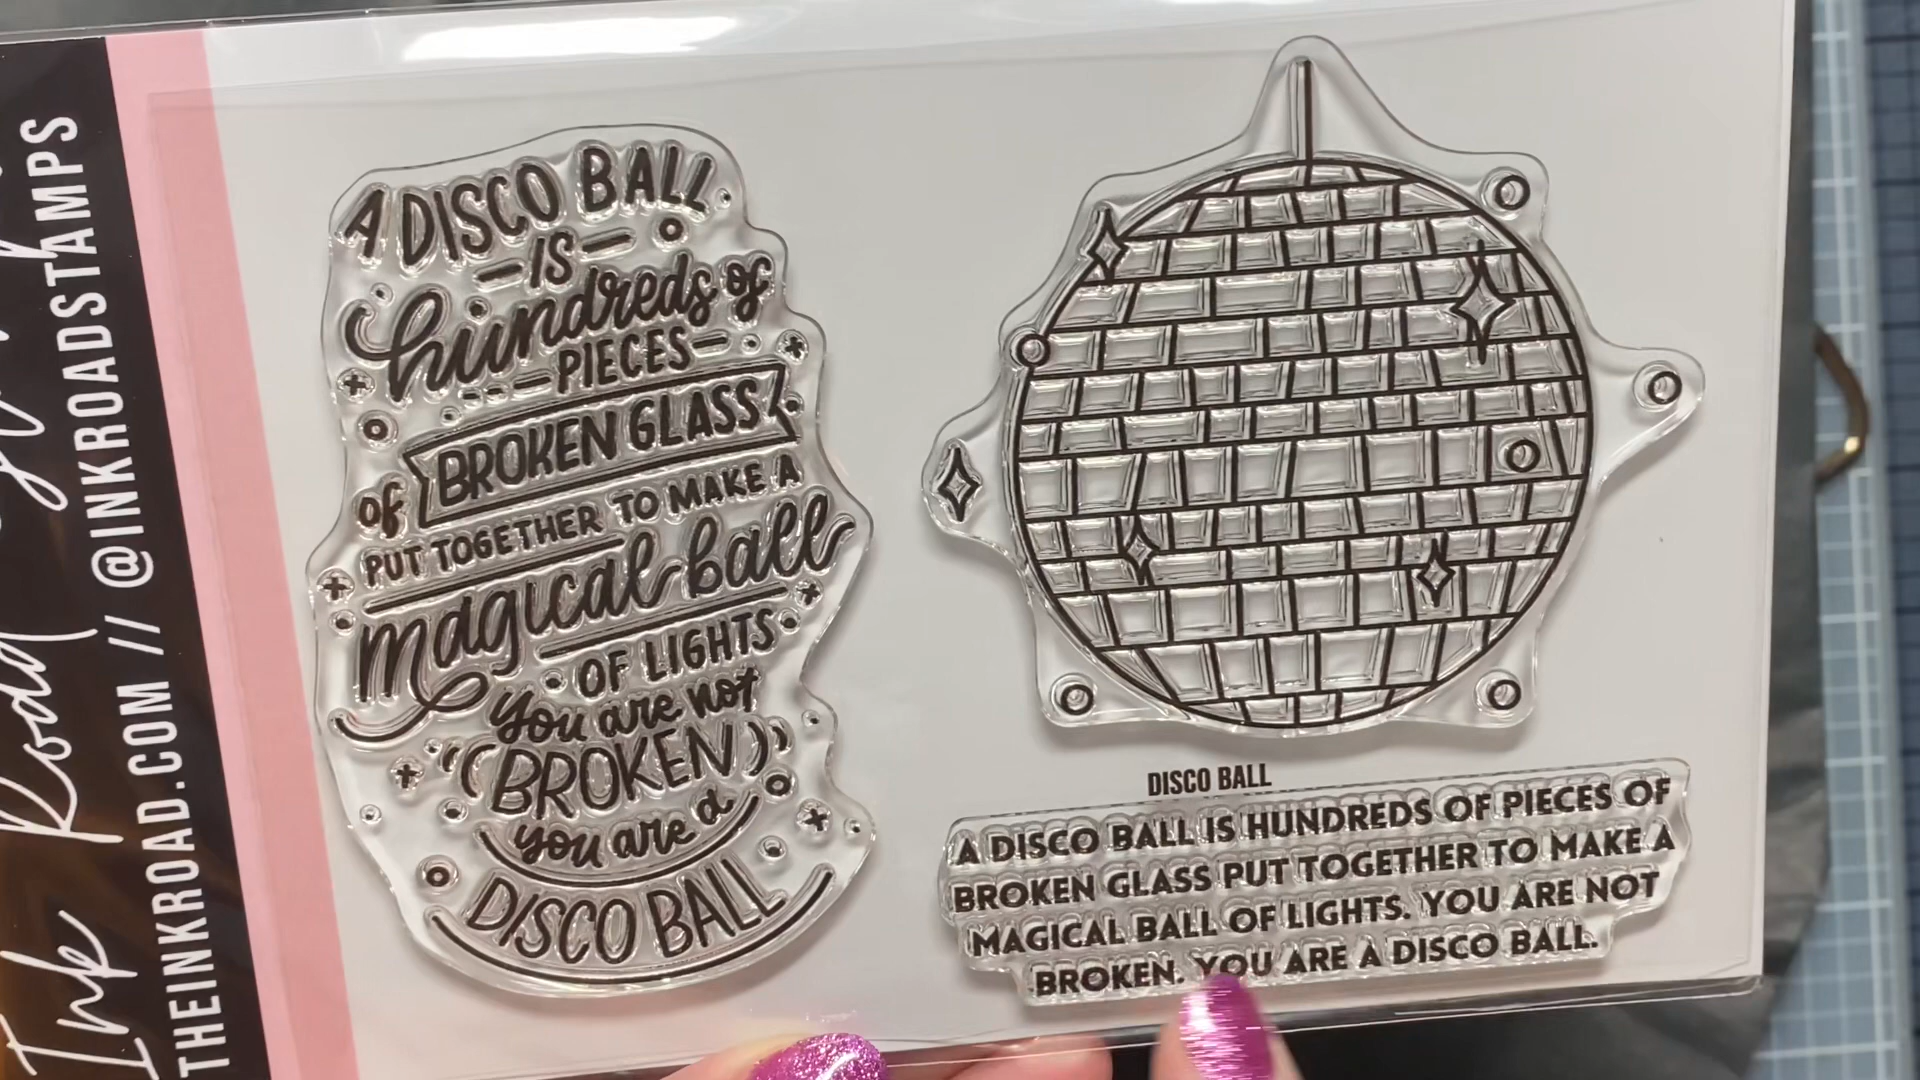 Ink Road
THEINKROAD.COM // @INKROADSTAMPS
A DISCO BALL
IS
hundreds of
PIECES
of BROKEN GLASS
PUT TOGETHER TO MAKE A
magical ball
OF LIGHTS
You are not
BROKEN
you are a
DISCO BALL
DISCO BALL
A DISCO BALL IS HUNDREDS OF PIECES OF
BROKEN GLASS PUT TOGETHER TO MAKE A
MAGICAL BALL OF LIGHTS. YOU ARE NOT
BROKEN. YOU ARE A DISCO BALL.